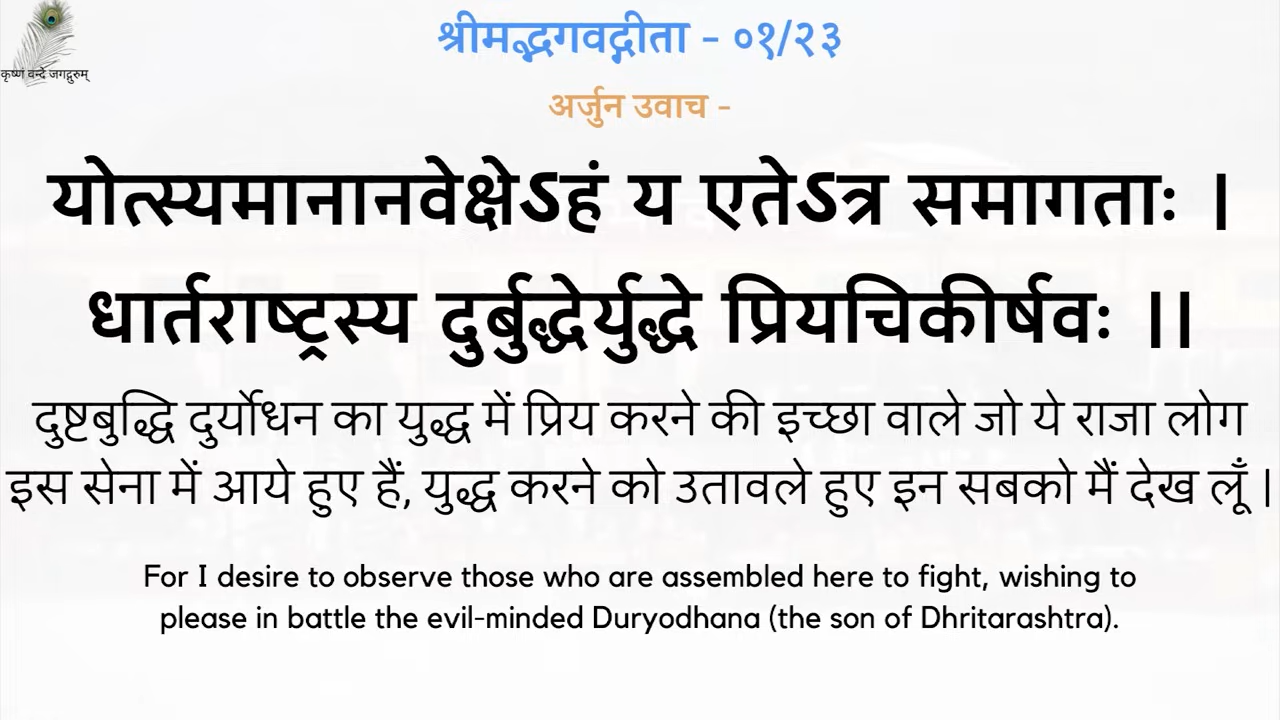 कृष्णं वन्दे जगद्गुरुम्
श्रीमद्भगवद्गीता - ०१/२३
अर्जुन उवाच -
योत्स्यमानानवेक्षेऽहं य एतेऽत्र समागताः |
धार्तराष्ट्रस्य दुर्बुद्धेर्युद्धे प्रियचिकीर्षवः ||
दुष्टबुद्धि दुर्योधन का युद्ध में प्रिय करने की इच्छा वाले जो ये राजा लोग
इस सेना में आये हुए हैं, युद्ध करने को उतावले हुए इन सबको मैं देख लूँ |
For I desire to observe those who are assembled here to fight, wishing to
please in battle the evil-minded Duryodhana (the son of Dhritarashtra).